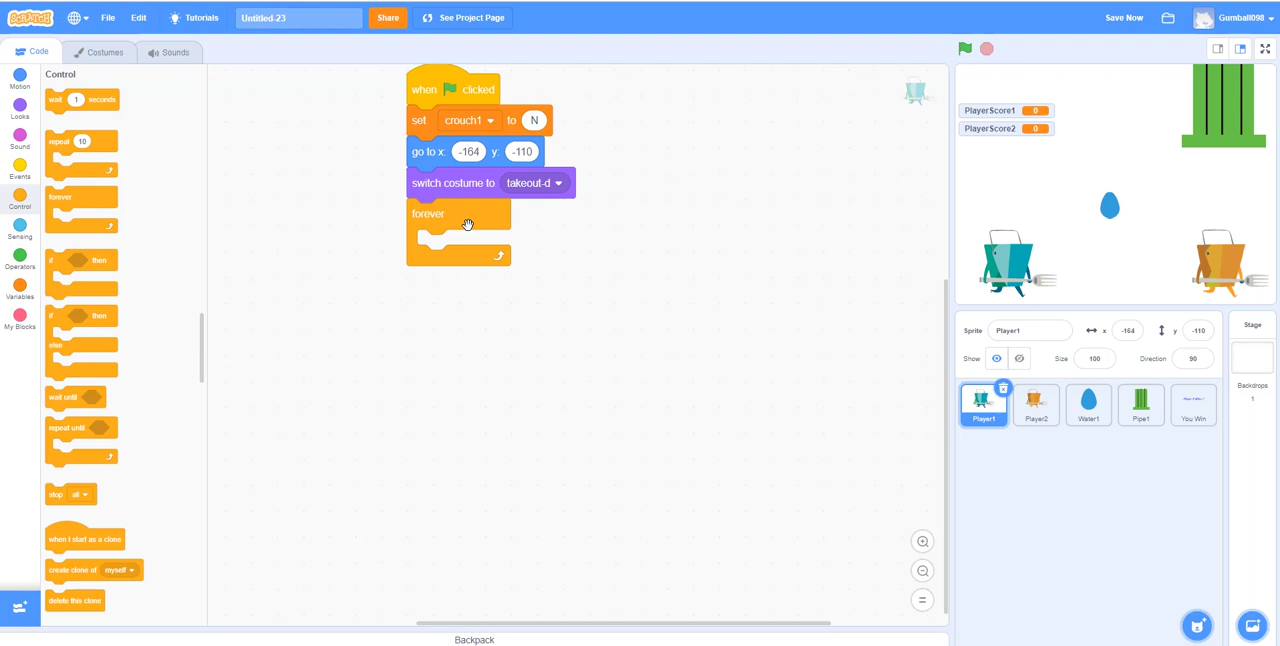 SCRATCH File Edit Tutorials Untitled-23 Share See Project Page Save Now Gumball098
Code Costumes Sounds
Motion
Looks
Sound
Events
Control
Sensing
Operators
Variables
My Blocks
Control
wait 1 seconds
repeat 10
forever
if then
if then
else
wait until
repeat until
stop all
when I start as a clone
create clone of myself
delete this clone
when clicked
set crouch1 to N
go to x: -164 y: -110
switch costume to takeout-d
forever
Backpack
PlayerScore1 0
PlayerScore2 0
Sprite Player1 x -164 y -110
Show Size 100 Direction 90
Player1 Player2 Water1 Pipe1 You Win
Stage
Backdrops
1